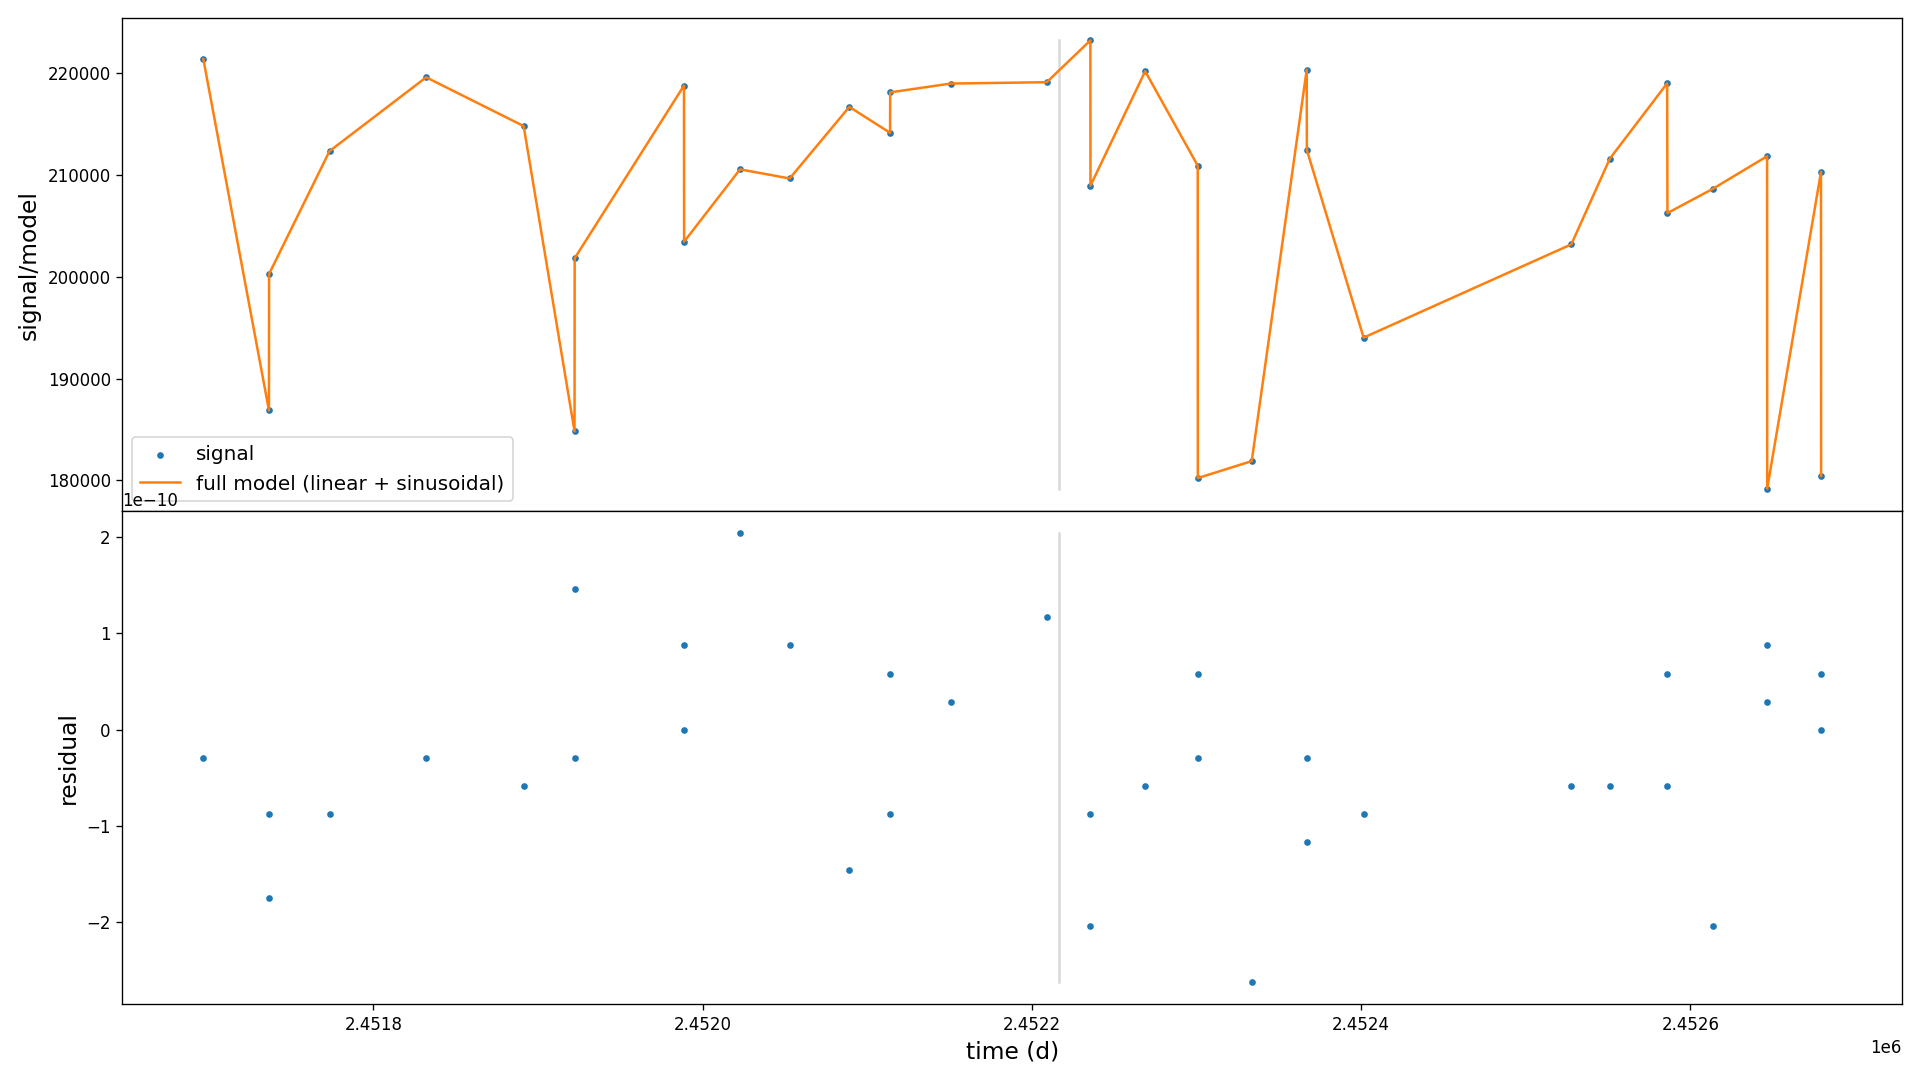 220000
210000
200000
190000
180000
signal/model
signal
full model (linear + sinusoidal)
1e−10
2
1
0
−1
−2
residual
2.4518
2.4520
2.4522
2.4524
2.4526
time (d)
1e6